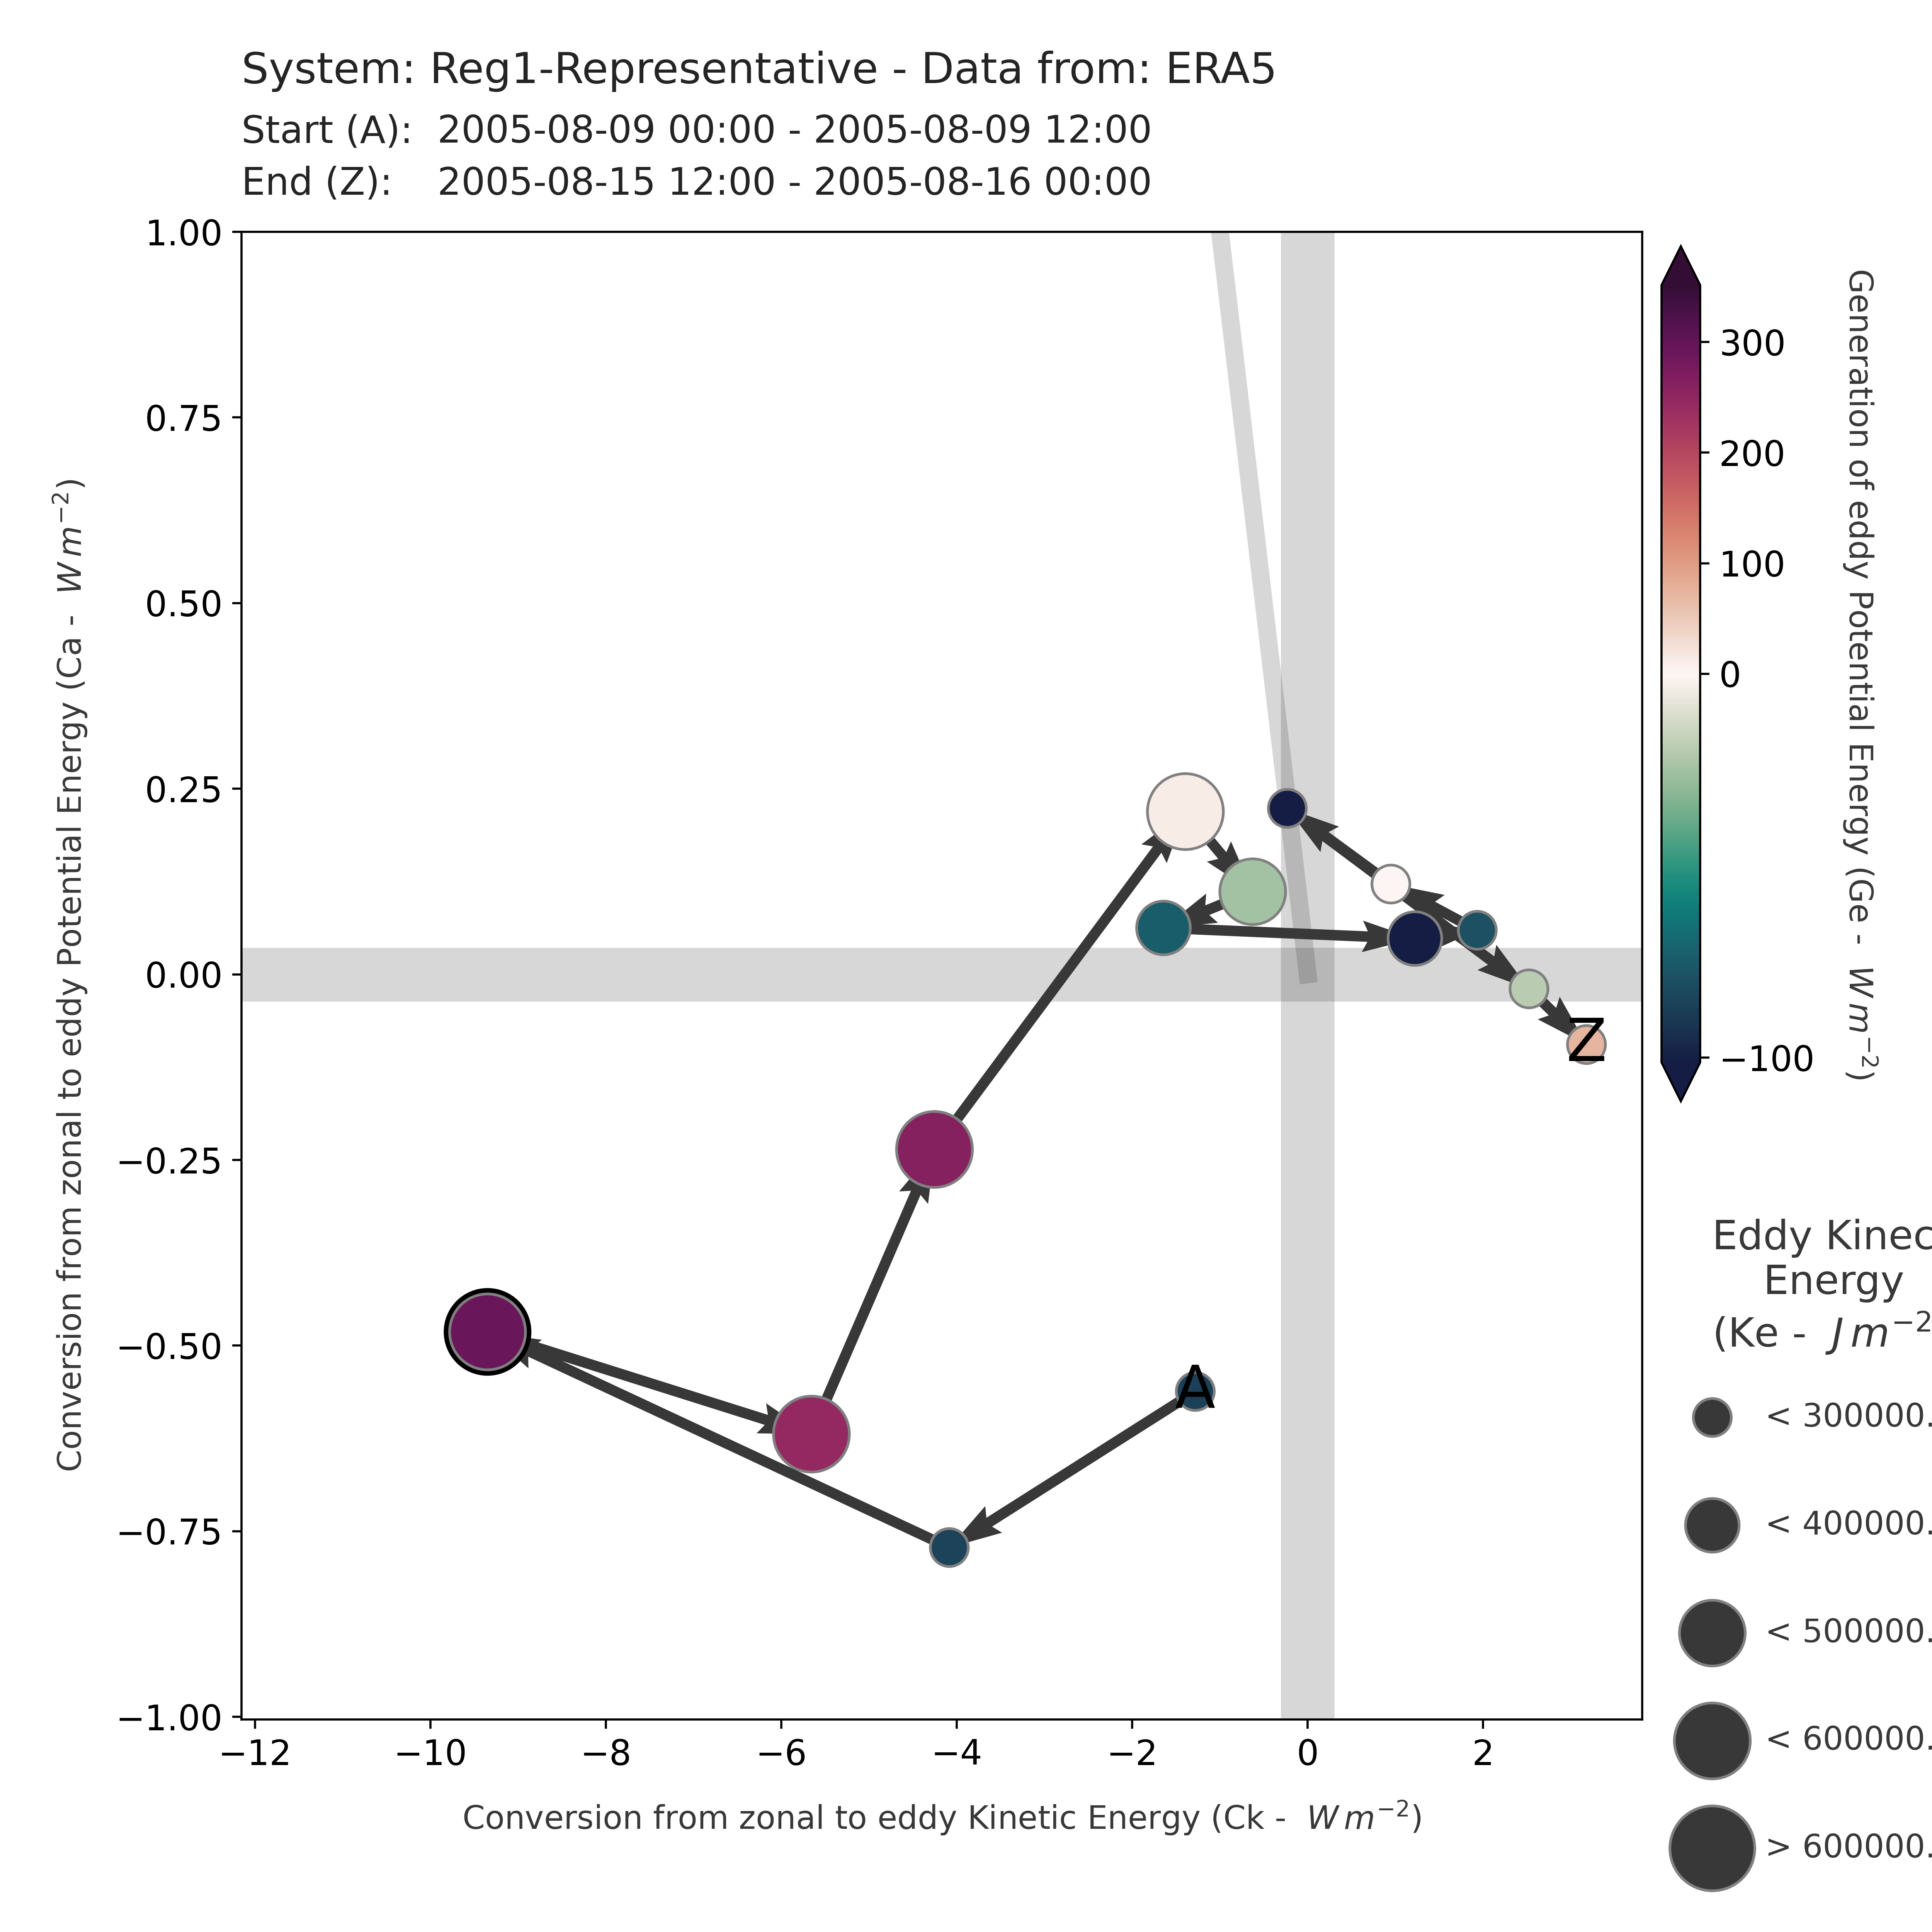 System: Reg1-Representative - Data from: ERA5
Start (A): 2005-08-09 00:00 - 2005-08-09 12:00
End (Z): 2005-08-15 12:00 - 2005-08-16 00:00
1.00
0.75
0.50
0.25
0.00
−0.25
−0.50
−0.75
−1.00
Conversion from zonal to eddy Potential Energy (Ca - W m⁻²)
A
Z
−12 −10 −8 −6 −4 −2 0 2
Conversion from zonal to eddy Kinetic Energy (Ck - W m⁻²)
300
200
100
0
−100
Generation of eddy Potential Energy (Ge - W m⁻²)
Eddy Kinec
Energy
(Ke - J m⁻²
< 300000.
< 400000.
< 500000.
< 600000.
> 600000.